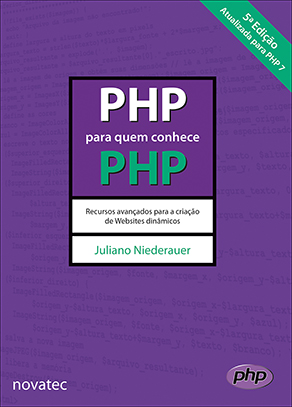 5ª Edição
Atualizada para PHP 7
PHP
para quem conhece
PHP
Recursos avançados para a criação
de Websites dinâmicos
Juliano Niederauer
novatec
php